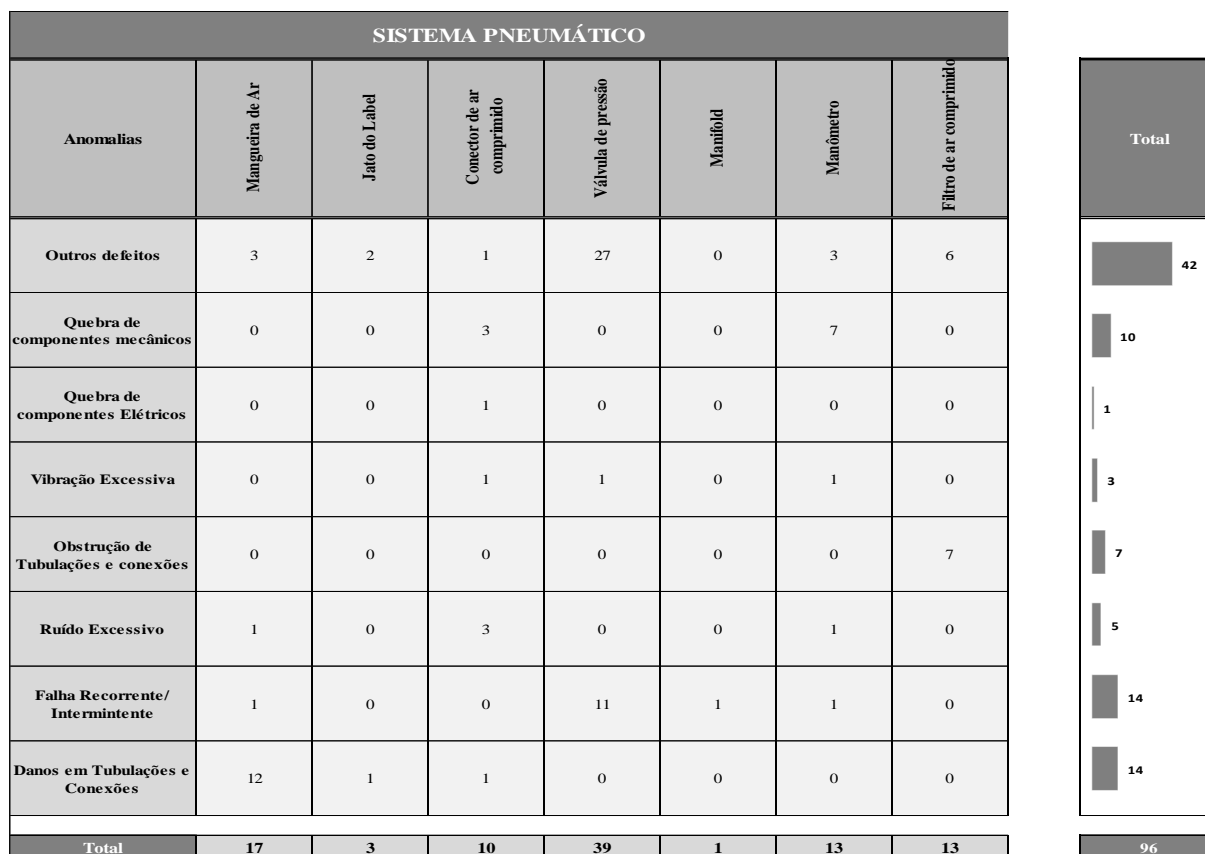 SISTEMA PNEUMÁTICO
Anomalias
Mangueira de Ar
Jato do Label
Conector de ar
comprimido
Válvula de pressão
Manifold
Manômetro
Filtro de ar comprimido
Total
Outros defeitos 3 2 1 27 0 3 6 42
Quebra de
componentes mecânicos 0 0 3 0 0 7 0 10
Quebra de
componentes Elétricos 0 0 1 0 0 0 0 1
Vibração Excessiva 0 0 1 1 0 1 0 3
Obstrução de
Tubulações e conexões 0 0 0 0 0 0 7 7
Ruído Excessivo 1 0 3 0 0 1 0 5
Falha Recorrente/
Intermintente 1 0 0 11 1 1 0 14
Danos em Tubulações e
Conexões 12 1 1 0 0 0 0 14
Total 17 3 10 39 1 13 13 96